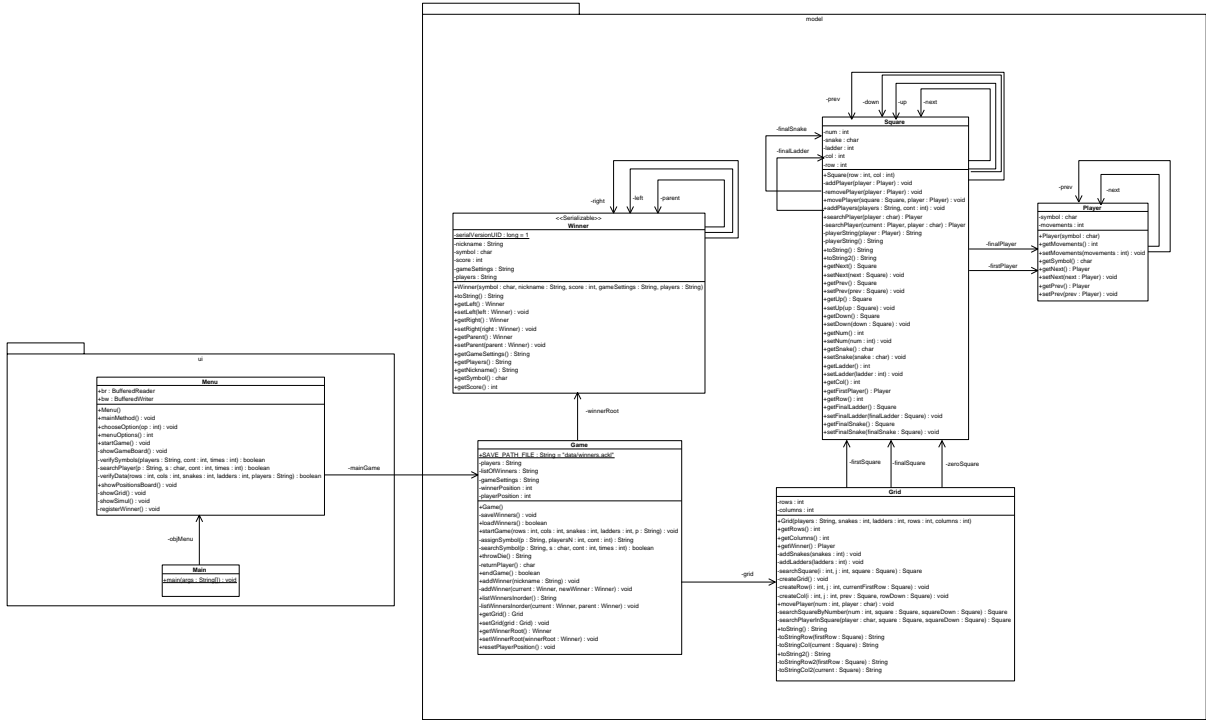 model
-prev
-down
-up
-next
Square
-num : int
-snake : char
-ladder : int
-col : int
-row : int
+Square(row : int, col : int)
-addPlayer(player : Player) : void
-removePlayer(player : Player) : void
+movePlayer(square : Square, player : Player) : void
+addPlayers(players : String, cont : int) : void
+searchPlayer(player : char) : Player
-searchPlayer(current : Player, player : char) : Player
-playerString(player : Player) : String
-playerString() : String
+toString() : String
+toString2() : String
+getNext() : Square
+setNext(next : Square) : void
+getPrev() : Square
+setPrev(prev : Square) : void
+getUp() : Square
+setUp(up : Square) : void
+getDown() : Square
+setDown(down : Square) : void
+getNum() : int
+setNum(num : int) : void
+getSnake() : char
+setSnake(snake : char) : void
+getLadder() : int
+setLadder(ladder : int) : void
+getCol() : int
+getFirstPlayer() : Player
+getRow() : int
+getFinalLadder() : Square
+setFinalLadder(finalLadder : Square) : void
+getFinalSnake() : Square
+setFinalSnake(finalSnake : Square) : void
-finalSnake
-finalLadder
-finalPlayer
-firstPlayer
-prev
-next
Player
-symbol : char
-movements : int
+Player(symbol : char)
+getMovements() : int
+setMovements(movements : int) : void
+getSymbol() : char
+getNext() : Player
+setNext(next : Player) : void
+getPrev() : Player
+setPrev(prev : Player) : void
-right
-left
-parent
<<Serializable>>
Winner
-serialVersionUID : long = 1
-nickname : String
-symbol : char
-score : int
-gameSettings : String
-players : String
+Winner(symbol : char, nickname : String, score : int, gameSettings : String, players : String)
+toString() : String
+getLeft() : Winner
+setLeft(left : Winner) : void
+getRight() : Winner
+setRight(right : Winner) : void
+getParent() : Winner
+setParent(parent : Winner) : void
+getGameSettings() : String
+getPlayers() : String
+getNickname() : String
+getSymbol() : char
+getScore() : int
-winnerRoot
ui
Menu
+br : BufferedReader
+bw : BufferedWriter
+Menu()
+mainMethod() : void
+chooseOption(op : int) : void
+menuOptions() : int
+startGame() : void
-showGameBoard() : void
-verifySymbols(players : String, cont : int, times : int) : boolean
-searchPlayer(p : String, s : char, cont : int, times : int) : boolean
-verifyData(rows : int, cols : int, snakes : int, ladders : int, players : String) : boolean
+showPositionsBoard() : void
-showGrid() : void
-showSimul() : void
-registerWinner() : void
-mainGame
-objMenu
Main
+main(args : String[]) : void
Game
+SAVE_PATH_FILE : String = "data/winners.ackl"
-players : String
-listOfWinners : String
-gameSettings : String
-winnerPosition : int
-playerPosition : int
+Game()
-saveWinners() : void
+loadWinners() : boolean
+startGame(rows : int, cols : int, snakes : int, ladders : int, p : String) : void
-assignSymbol(p : String, playersN : int, cont : int) : String
-searchSymbol(p : String, s : char, cont : int, times : int) : boolean
+throwDie() : String
-returnPlayer() : char
+endGame() : boolean
+addWinner(nickname : String) : void
-addWinner(current : Winner, newWinner : Winner) : void
+listWinnersInorder() : String
-listWinnersInorder(current : Winner, parent : Winner) : void
+getGrid() : Grid
+setGrid(grid : Grid) : void
+getWinnerRoot() : Winner
+setWinnerRoot(winnerRoot : Winner) : void
+resetPlayerPosition() : void
-grid
-firstSquare
-finalSquare
-zeroSquare
Grid
-rows : int
-columns : int
+Grid(players : String, snakes : int, ladders : int, rows : int, columns : int)
+getRows() : int
+getColumns() : int
+getWinner() : Player
-addSnakes(snakes : int) : void
-addLadders(ladders : int) : void
-searchSquare(i : int, j : int, square : Square) : Square
-createGrid() : void
-createRow(i : int, j : int, currentFirstRow : Square) : void
-createCol(i : int, j : int, prev : Square, rowDown : Square) : void
+movePlayer(num : int, player : char) : void
-searchSquareByNumber(num : int, square : Square, squareDown : Square) : Square
-searchPlayerInSquare(player : char, square : Square, squareDown : Square) : Square
+toString() : String
-toStringRow(firstRow : Square) : String
-toStringCol(current : Square) : String
+toString2() : String
-toStringRow2(firstRow : Square) : String
-toStringCol2(current : Square) : String